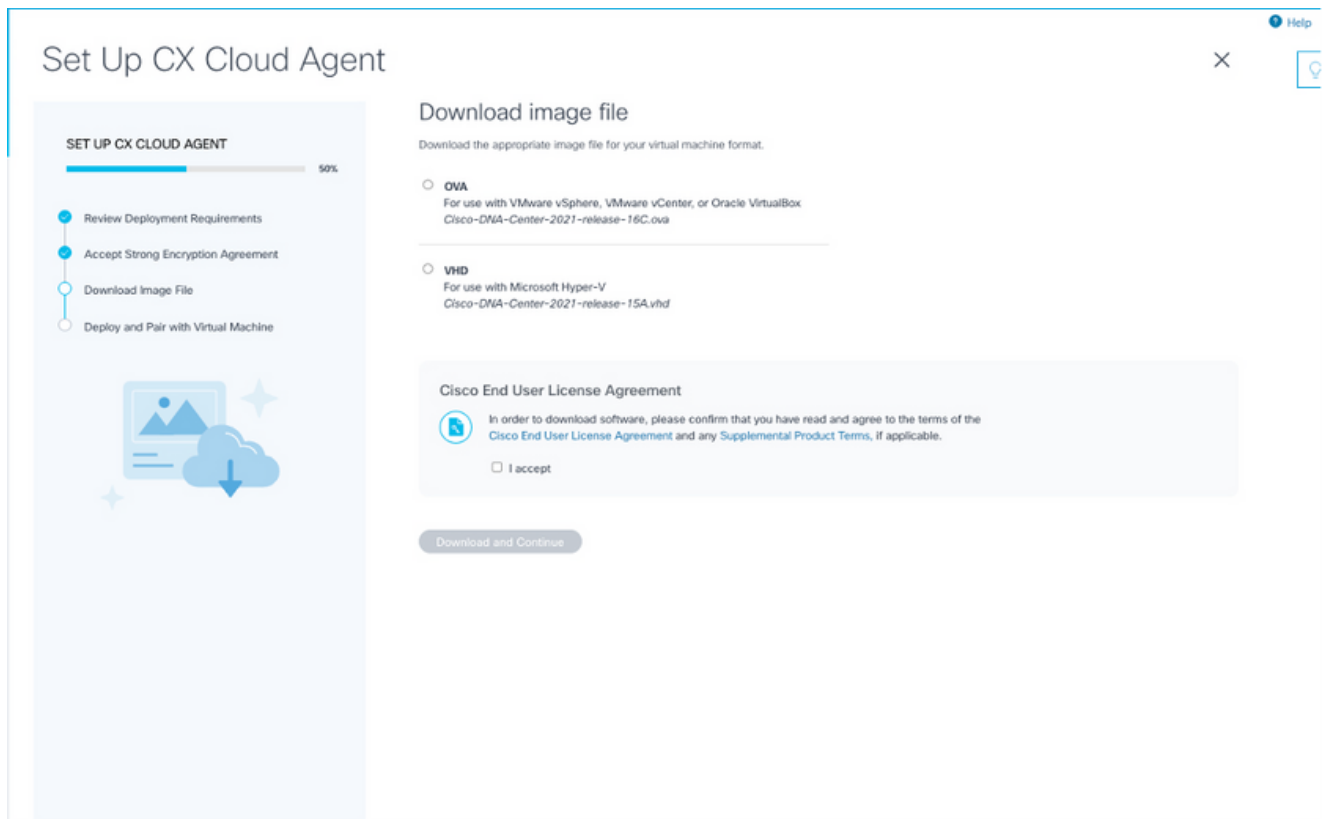 Help
Set Up CX Cloud Agent
SET UP CX CLOUD AGENT
50%
Review Deployment Requirements
Accept Strong Encryption Agreement
Download Image File
Deploy and Pair with Virtual Machine
Download image file
Download the appropriate image file for your virtual machine format.
OVA
For use with VMware vSphere, VMware vCenter, or Oracle VirtualBox
Cisco-DNA-Center-2021-release-16C.ova
VHD
For use with Microsoft Hyper-V
Cisco-DNA-Center-2021-release-15A.vhd
Cisco End User License Agreement
In order to download software, please confirm that you have read and agree to the terms of the
Cisco End User License Agreement and any Supplemental Product Terms, if applicable.
I accept
Download and Continue